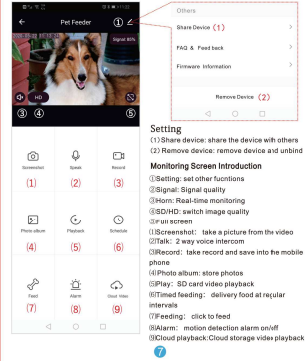 Pet Feeder
①
Signal: 80%
HD
③ ④ ⑤
Screenshot
Speak
Record
(1) (2) (3)
Photo album
Playback
Schedule
(4) (5) (6)
Feed
Alarm
Cloud Video
(7) (8) (9)
Others
Share Device (1)
FAQ & Feed back
Firmware Information
Remove Device (2)
Setting
(1) Share device: share the device with others
(2) Remove device: remove device and unbind
Monitoring Screen Introduction
①Setting: set other fucntions
②Signal: Signal quality
③Horn: Real-time monitoring
④SD/HD: switch image quality
⑤Full screen
(1)Screenshot: take a picture from the video
(2)Talk: 2 way voice intercom
(3)Record: take record and save into the mobile
phone
(4) Photo album: store photos
(5)Play: SD card video playback
(6)Timed feeding: delivery food at regular
intervals
(7)Feeding: click to feed
(8)Alarm: motion detection alarm on/off
(9)Cloud playback:Cloud storage video playback
7